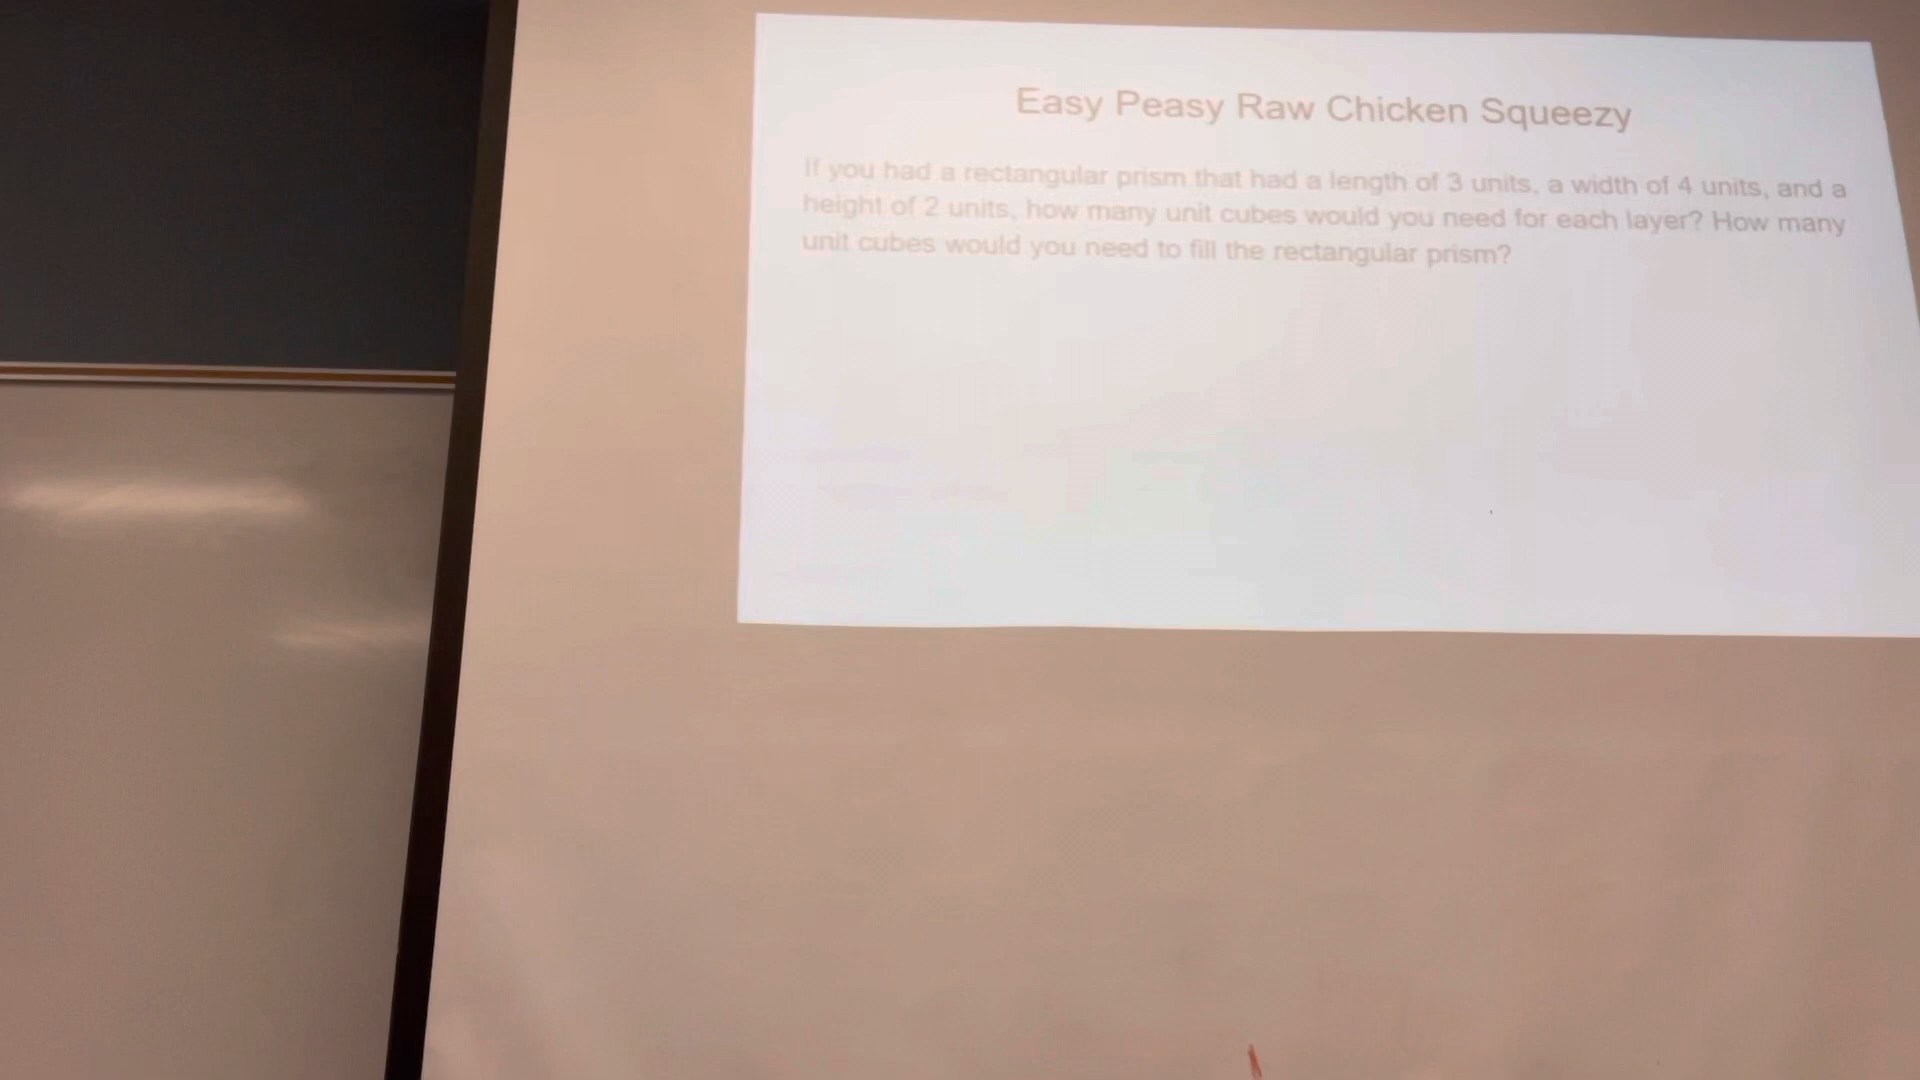 Easy Peasy Raw Chicken Squeezy
If you had a rectangular prism that had a length of 3 units, a width of 4 units, and a
height of 2 units, how many unit cubes would you need for each layer? How many
unit cubes would you need to fill the rectangular prism?